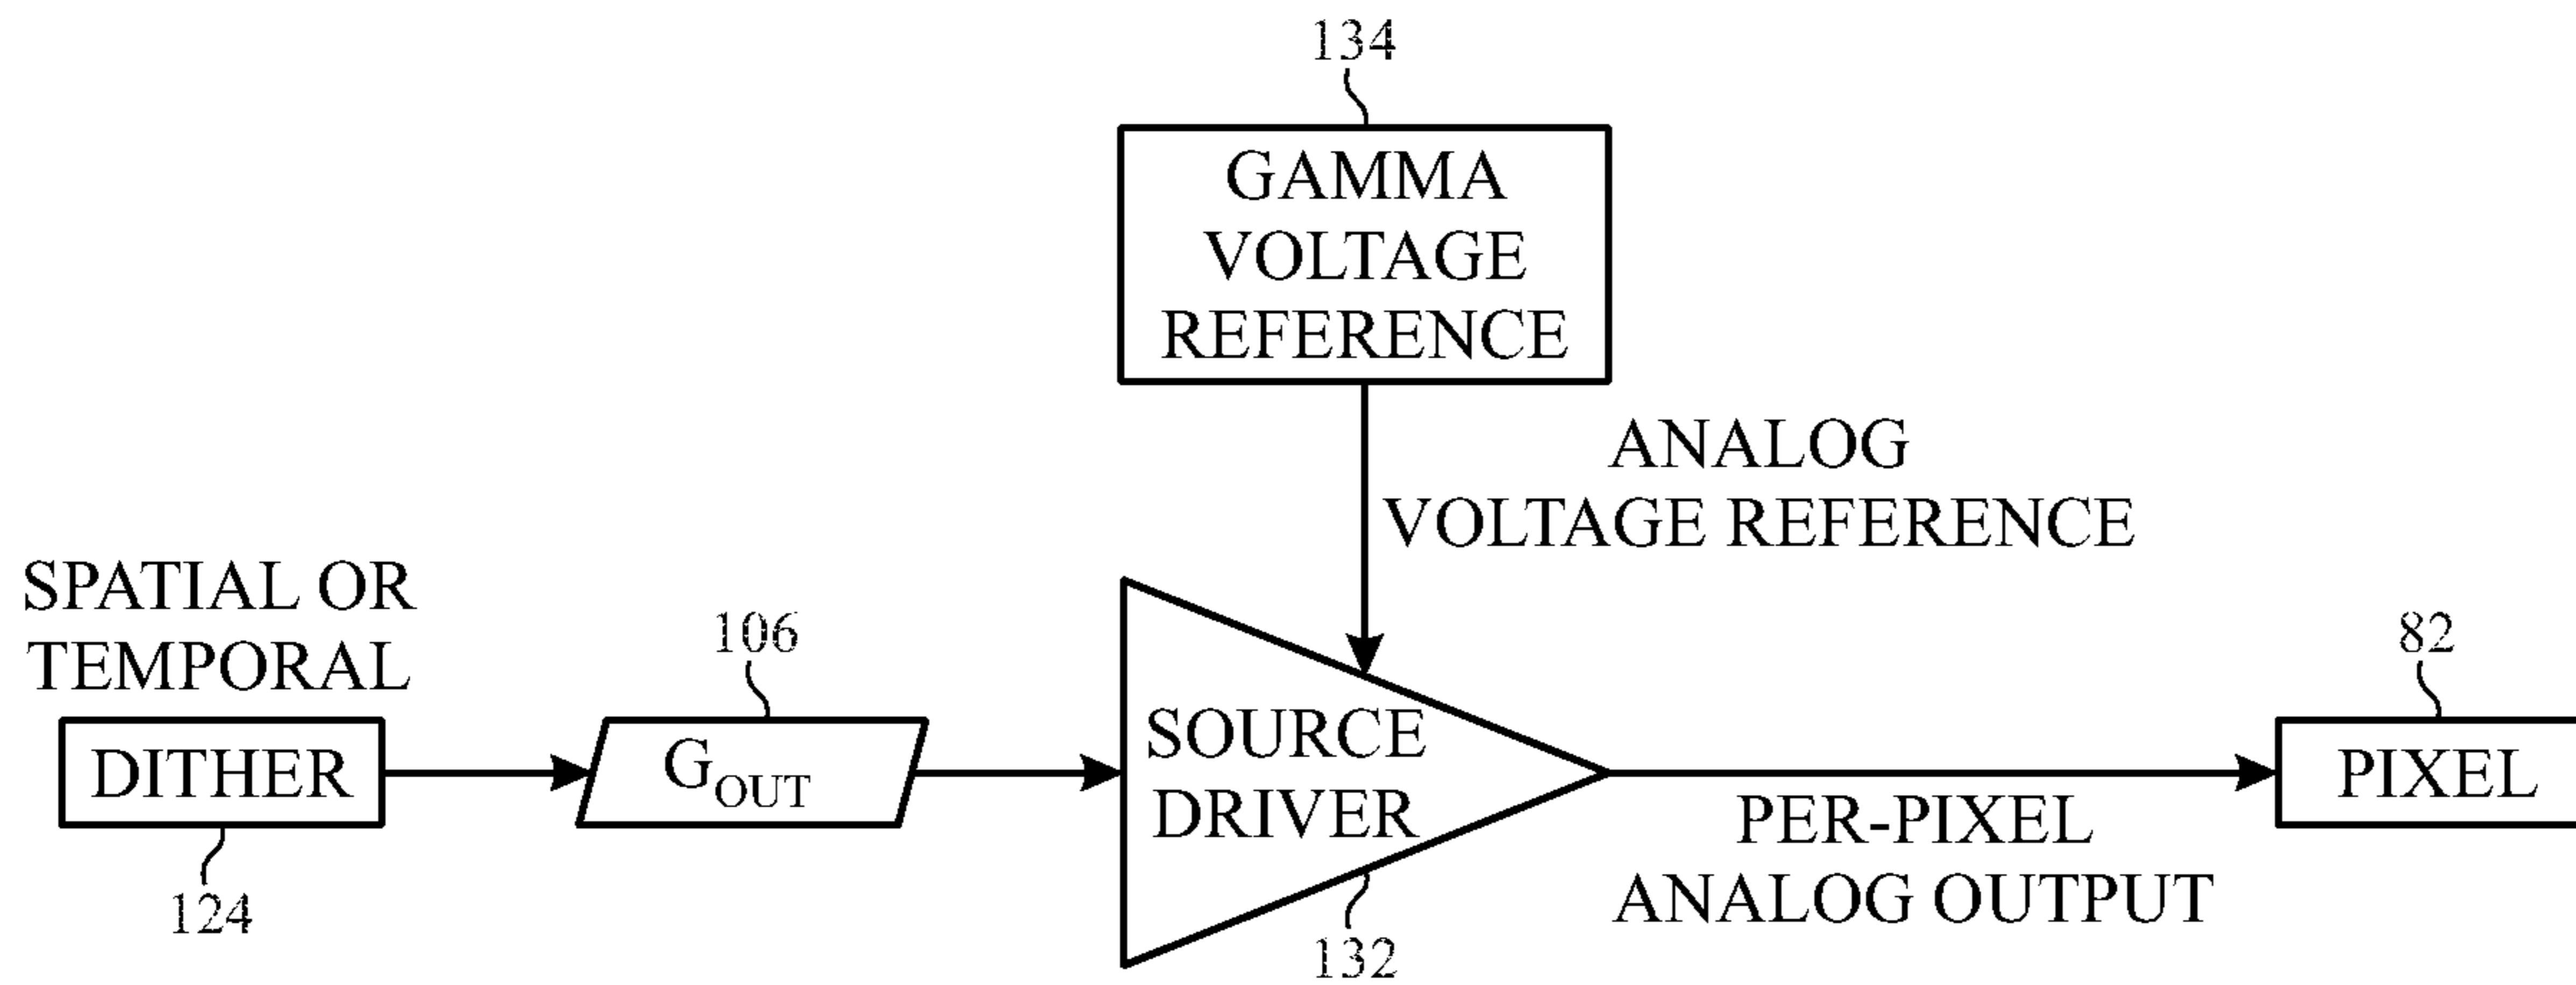 134
GAMMA
VOLTAGE
REFERENCE
ANALOG
VOLTAGE REFERENCE
SPATIAL OR
TEMPORAL
DITHER
124
106
G_OUT
SOURCE
DRIVER
132
PER-PIXEL
ANALOG OUTPUT
82
PIXEL